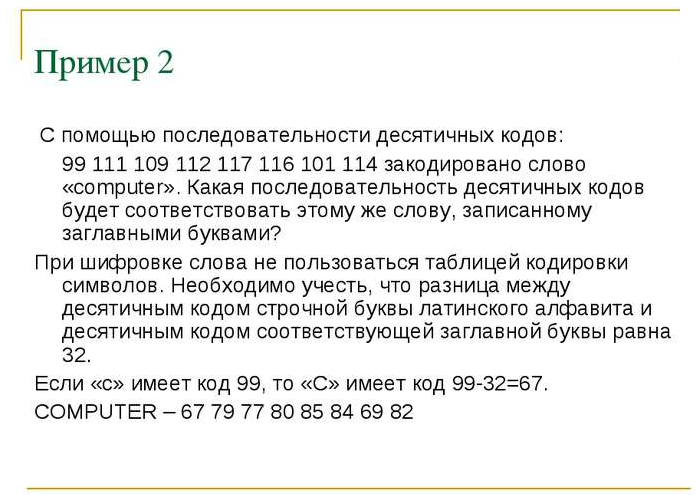 Пример 2
С помощью последовательности десятичных кодов:
99 111 109 112 117 116 101 114 закодировано слово
«computer». Какая последовательность десятичных кодов
будет соответствовать этому же слову, записанному
заглавными буквами?
При шифровке слова не пользоваться таблицей кодировки
символов. Необходимо учесть, что разница между
десятичным кодом строчной буквы латинского алфавита и
десятичным кодом соответствующей заглавной буквы равна
32.
Если «с» имеет код 99, то «С» имеет код 99-32=67.
COMPUTER – 67 79 77 80 85 84 69 82